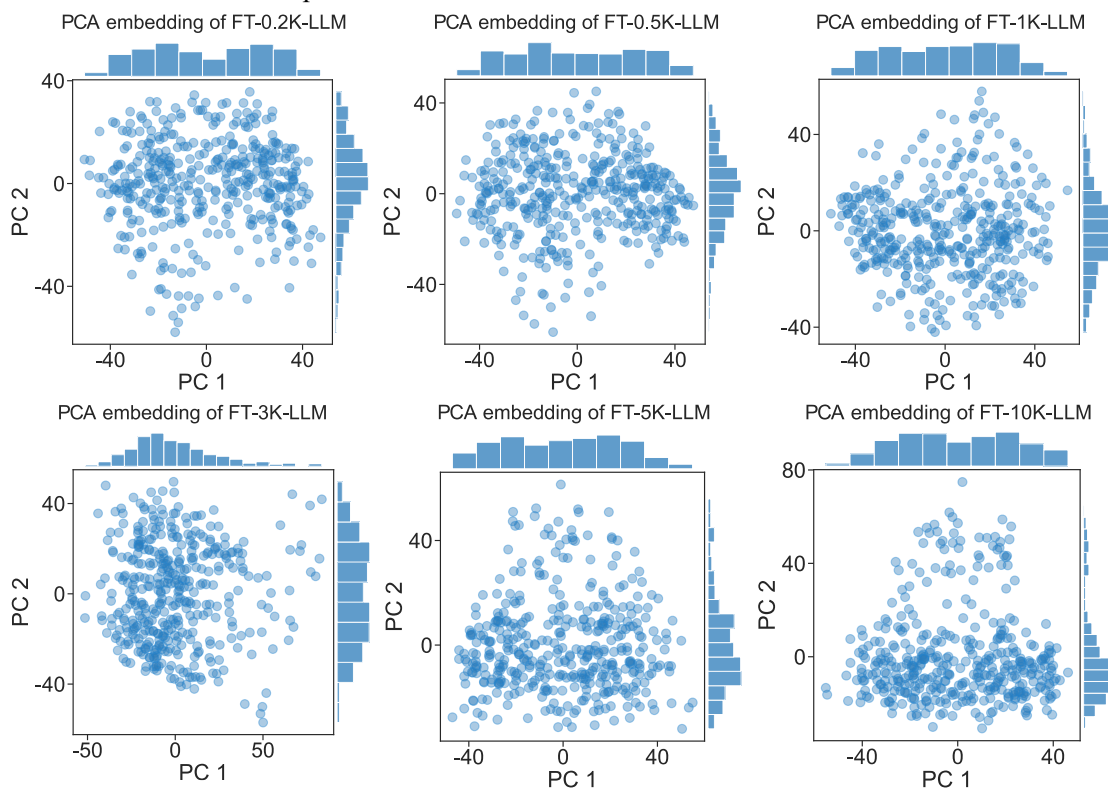 PCA embedding of FT-0.2K-LLM
PCA embedding of FT-0.5K-LLM
PCA embedding of FT-1K-LLM
40
0
-40
PC 2
-40
0
40
PC 1
40
0
-40
PC 2
-40
0
40
PC 1
40
0
-40
PC 2
-40
0
40
PC 1
PCA embedding of FT-3K-LLM
PCA embedding of FT-5K-LLM
PCA embedding of FT-10K-LLM
40
0
-40
PC 2
-50
0
50
PC 1
40
0
PC 2
-40
0
40
PC 1
80
40
0
PC 2
-40
0
40
PC 1